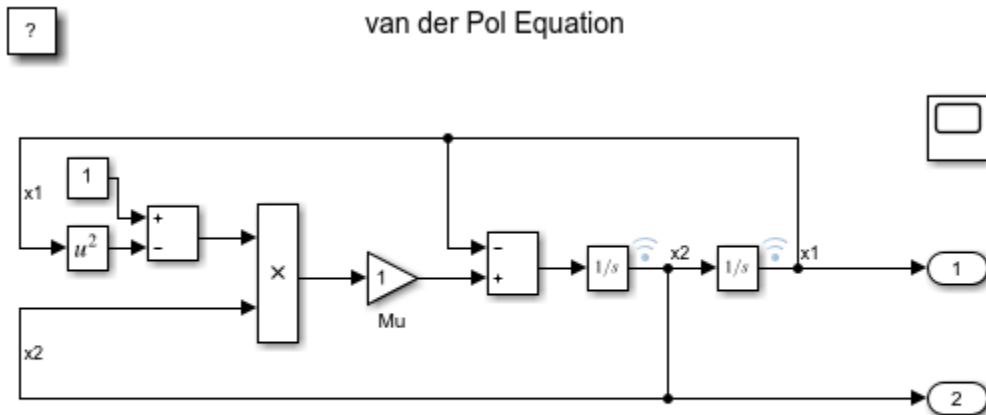 ?
van der Pol Equation
x1
1
+
−
u²
×
1
Mu
−
+
1/s
x2
1/s
x1
1
x2
2